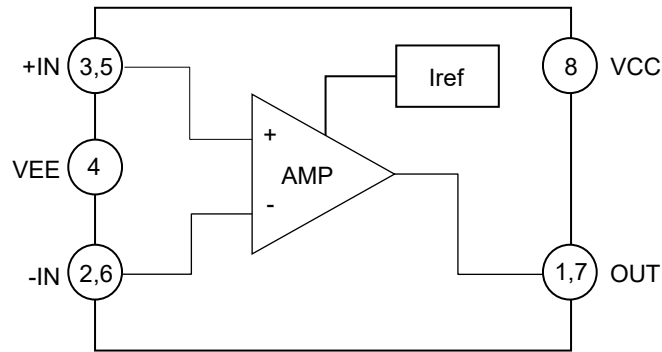 +IN 3,5
Iref
8 VCC
+
VEE 4
AMP
-
-IN 2,6
1,7 OUT